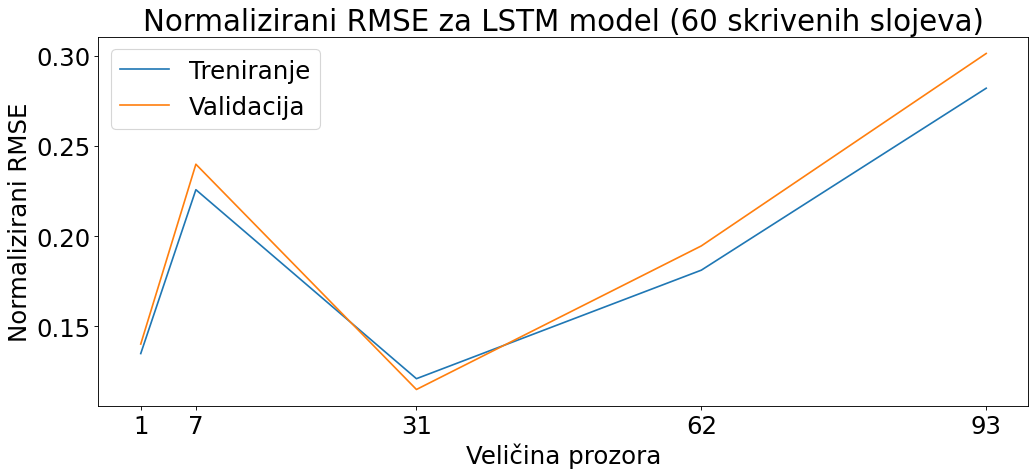 Normalizirani RMSE za LSTM model (60 skrivenih slojeva)
Treniranje
Validacija
Normalizirani RMSE
0.30
0.25
0.20
0.15
1 7 31 62 93
Veličina prozora